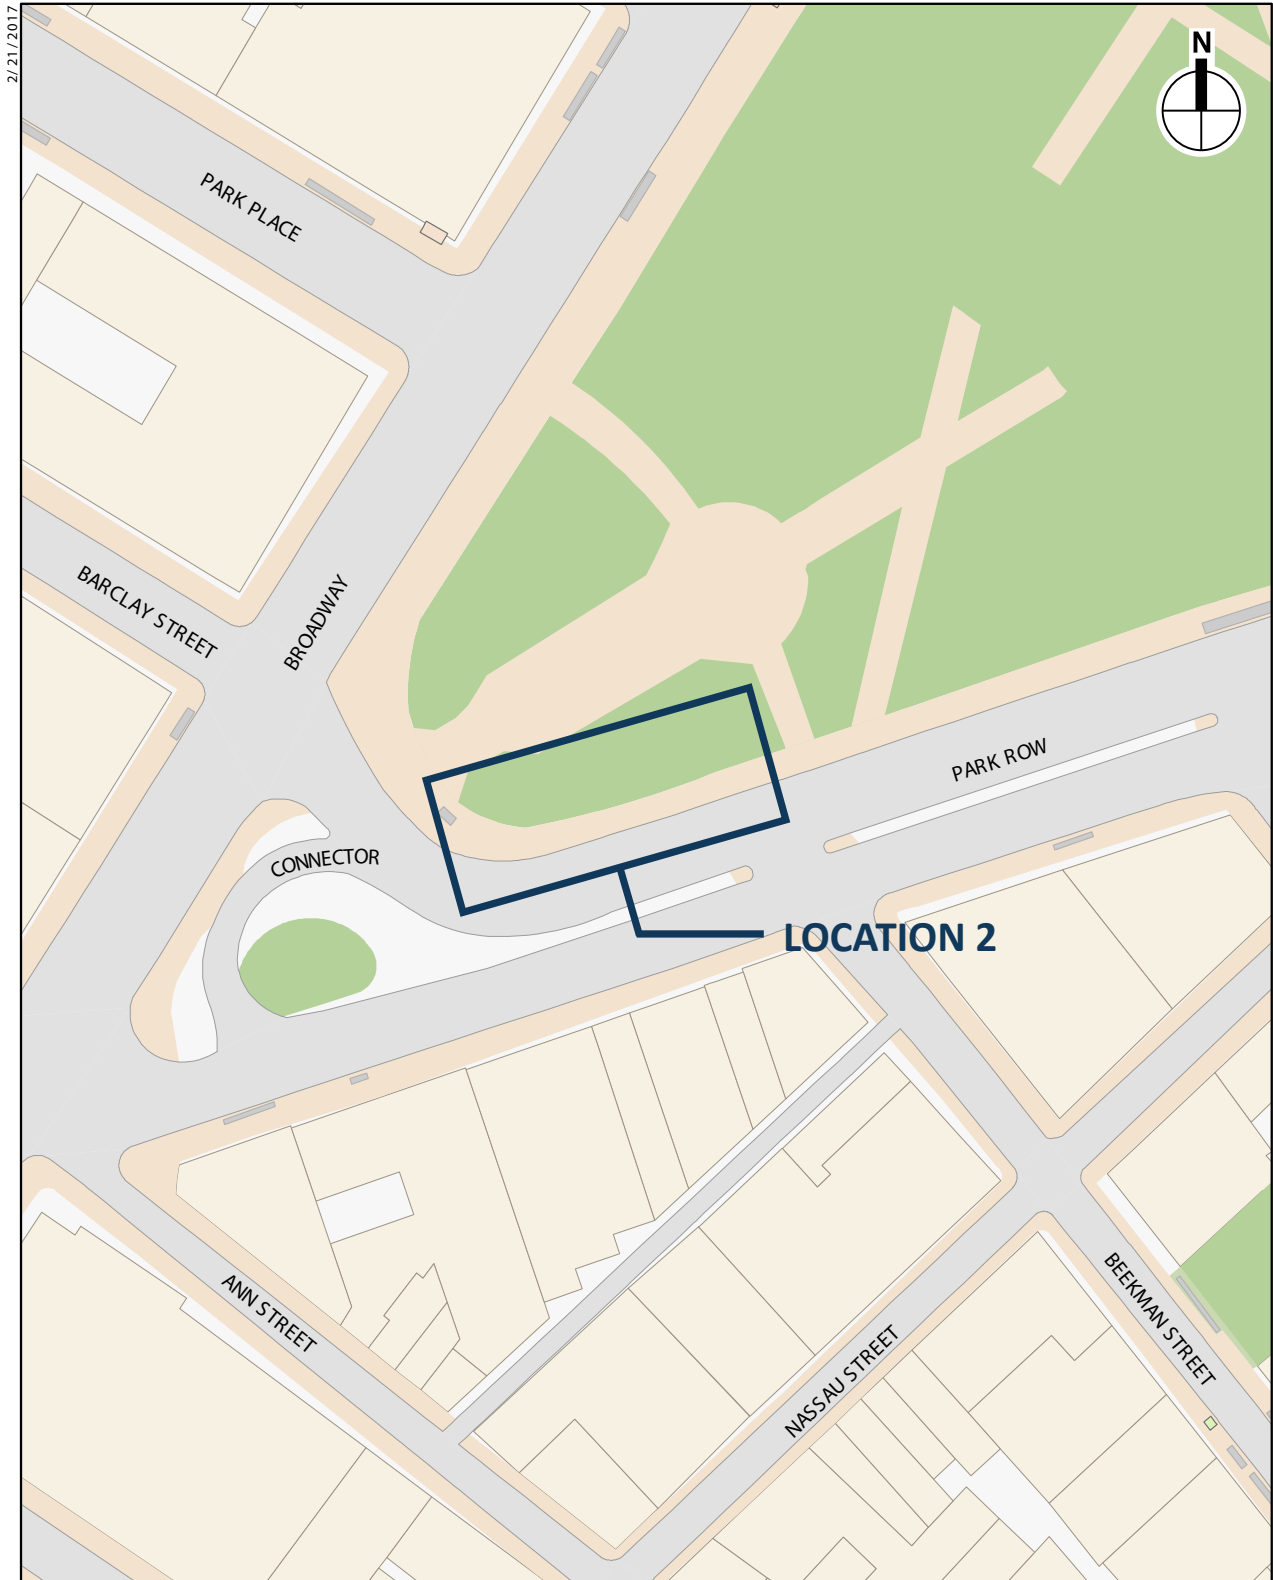 2/21/2017
N
PARK PLACE
BARCLAY STREET
BROADWAY
PARK ROW
CONNECTOR
LOCATION 2
ANN STREET
BEEKMAN STREET
NASSAU STREET